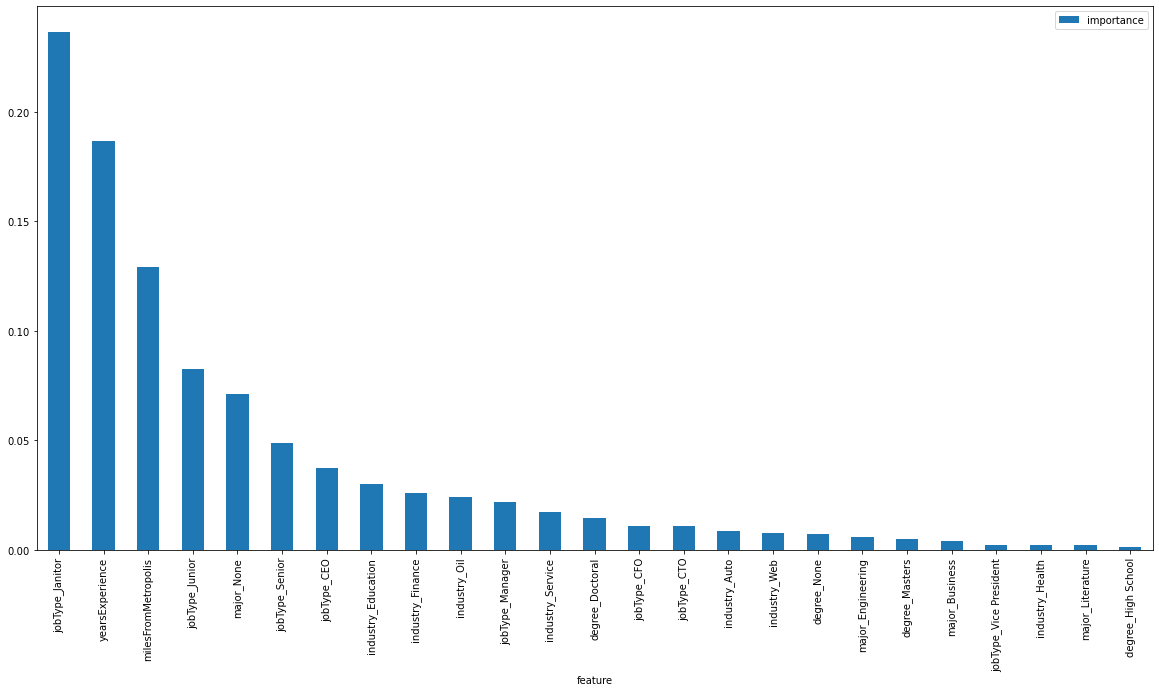 importance
0.20
0.15
0.10
0.05
0.00
jobType_Janitor
yearsExperience
milesFromMetropolis
jobType_Junior
major_None
jobType_Senior
jobType_CEO
industry_Education
industry_Finance
industry_Oil
jobType_Manager
industry_Service
degree_Doctoral
jobType_CFO
jobType_CTO
industry_Auto
industry_Web
degree_None
major_Engineering
degree_Masters
major_Business
jobType_Vice President
industry_Health
major_Literature
degree_High School
feature